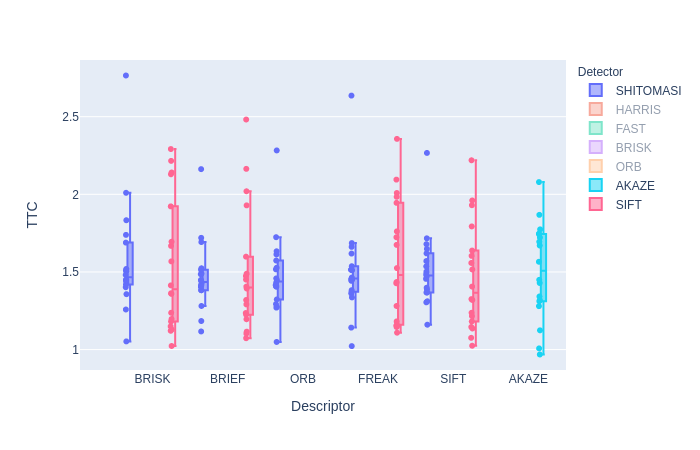 Detector
SHITOMASI
HARRIS
FAST
BRISK
ORB
AKAZE
SIFT
TTC
2.5
2
1.5
1
BRISK BRIEF ORB FREAK SIFT AKAZE
Descriptor